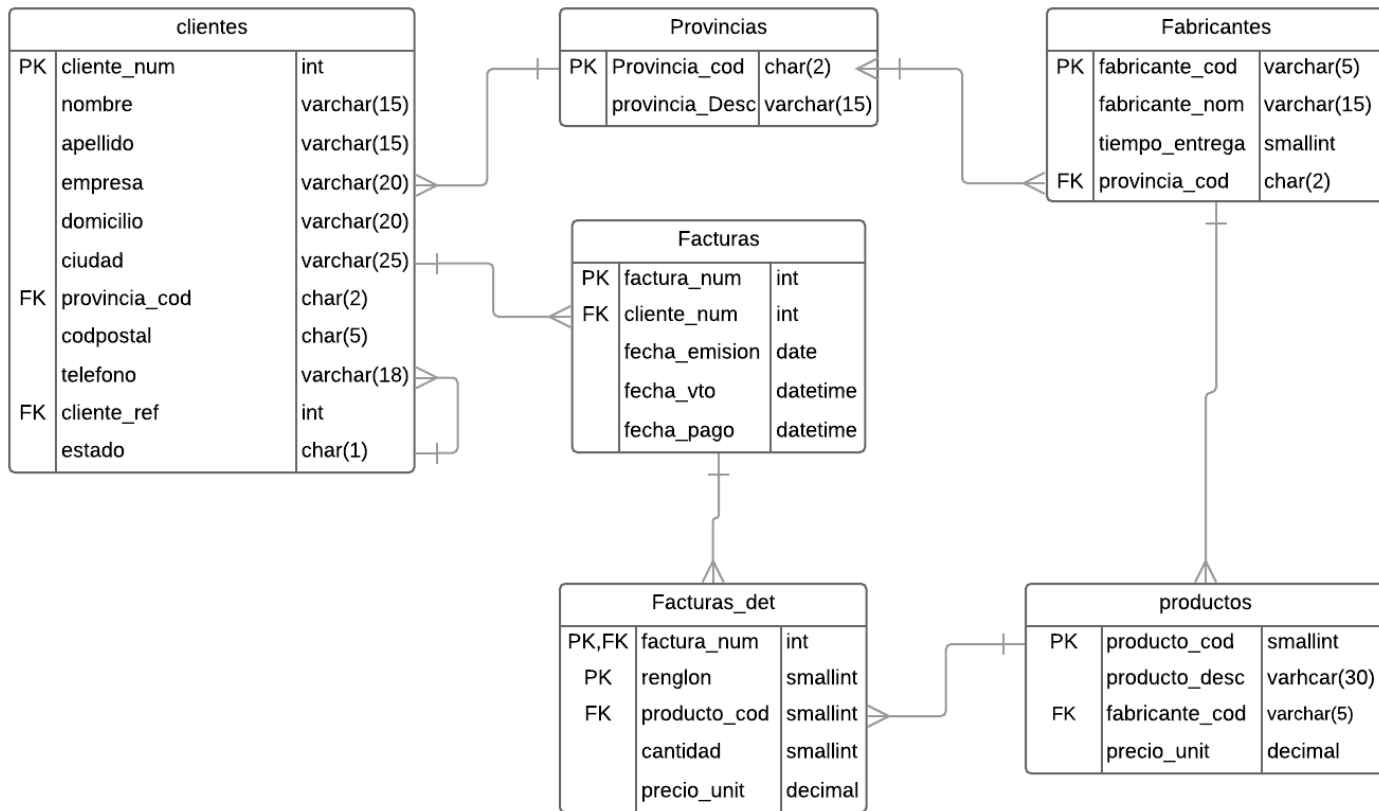 clientes
PK cliente_num int
nombre varchar(15)
apellido varchar(15)
empresa varchar(20)
domicilio varchar(20)
ciudad varchar(25)
FK provincia_cod char(2)
codpostal char(5)
telefono varchar(18)
FK cliente_ref int
estado char(1)
Provincias
PK Provincia_cod char(2)
provincia_Desc varchar(15)
Fabricantes
PK fabricante_cod varchar(5)
fabricante_nom varchar(15)
tiempo_entrega smallint
FK provincia_cod char(2)
Facturas
PK factura_num int
FK cliente_num int
fecha_emision date
fecha_vto datetime
fecha_pago datetime
Facturas_det
PK,FK factura_num int
PK renglon smallint
FK producto_cod smallint
cantidad smallint
precio_unit decimal
productos
PK producto_cod smallint
producto_desc varhcar(30)
FK fabricante_cod varchar(5)
precio_unit decimal